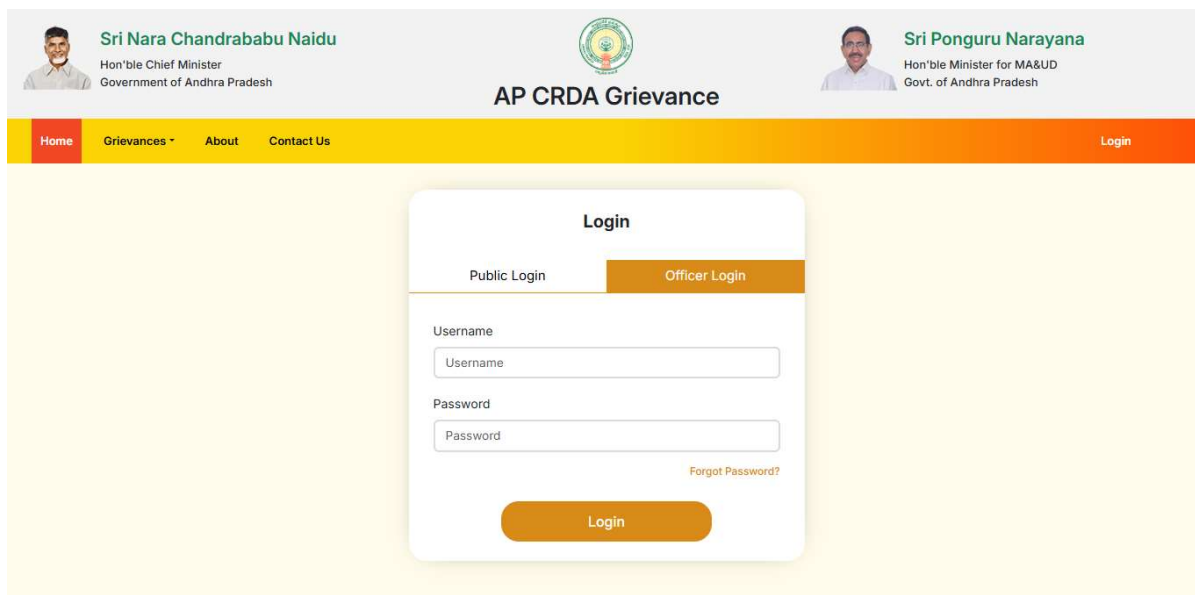 Sri Nara Chandrababu Naidu
Hon'ble Chief Minister
Government of Andhra Pradesh
AP CRDA Grievance
Sri Ponguru Narayana
Hon'ble Minister for MA&UD
Govt. of Andhra Pradesh
Home Grievances About Contact Us Login
Login
Public Login Officer Login
Username
Username
Password
Password
Forgot Password?
Login